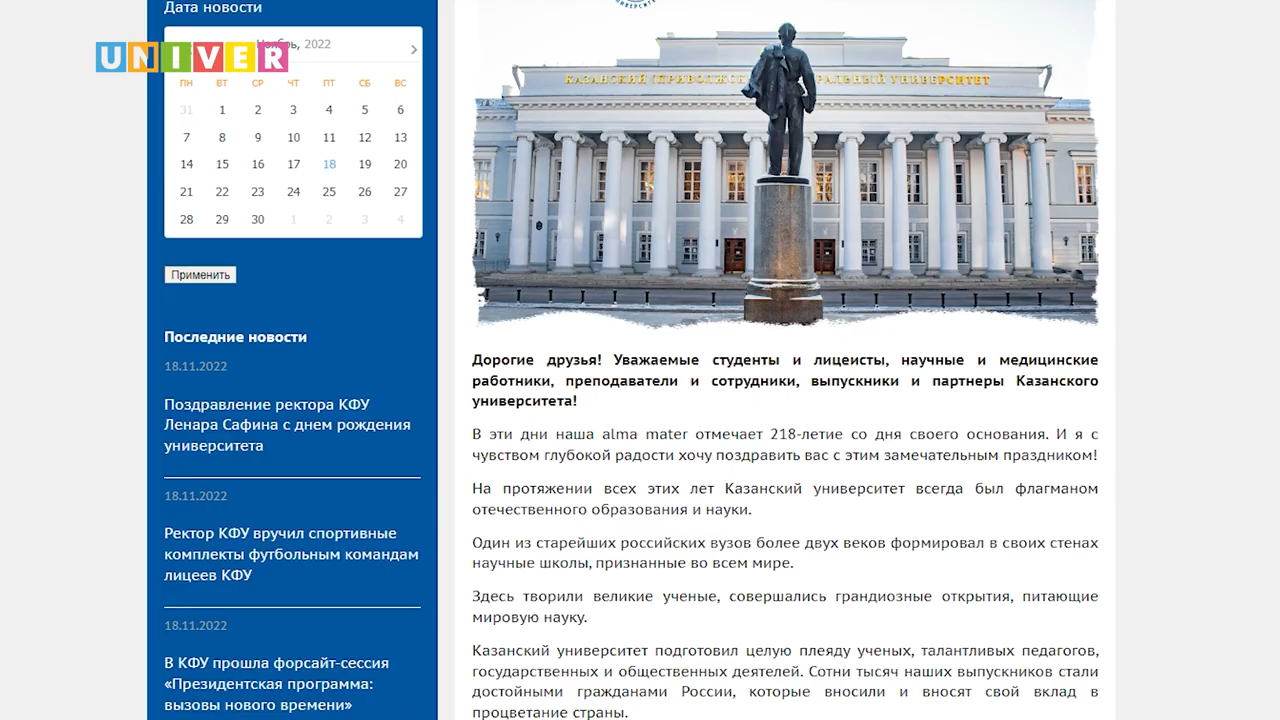 Дата новости
UNIVER
Ноябрь, 2022
ПН ВТ СР ЧТ ПТ СБ ВС
31 1 2 3 4 5 6
7 8 9 10 11 12 13
14 15 16 17 18 19 20
21 22 23 24 25 26 27
28 29 30 1 2 3 4
Применить
Последние новости
18.11.2022
Поздравление ректора КФУ
Ленара Сафина с днем рождения
университета
18.11.2022
Ректор КФУ вручил спортивные
комплекты футбольным командам
лицеев КФУ
18.11.2022
В КФУ прошла форсайт-сессия
«Президентская программа:
вызовы нового времени»
УНИВЕРСИТЕТ
КАЗАНСКИЙ УНИВЕРСИТЕТ
Дорогие друзья! Уважаемые студенты и лицеисты, научные и медицинские
работники, преподаватели и сотрудники, выпускники и партнеры Казанского
университета!
В эти дни наша alma mater отмечает 218-летие со дня своего основания. И я с
чувством глубокой радости хочу поздравить вас с этим замечательным праздником!
На протяжении всех этих лет Казанский университет всегда был флагманом
отечественного образования и науки.
Один из старейших российских вузов более двух веков формировал в своих стенах
научные школы, признанные во всем мире.
Здесь творили великие ученые, совершались грандиозные открытия, питающие
мировую науку.
Казанский университет подготовил целую плеяду ученых, талантливых педагогов,
государственных и общественных деятелей. Сотни тысяч наших выпускников стали
достойными гражданами России, которые вносили и вносят свой вклад в
процветание страны.